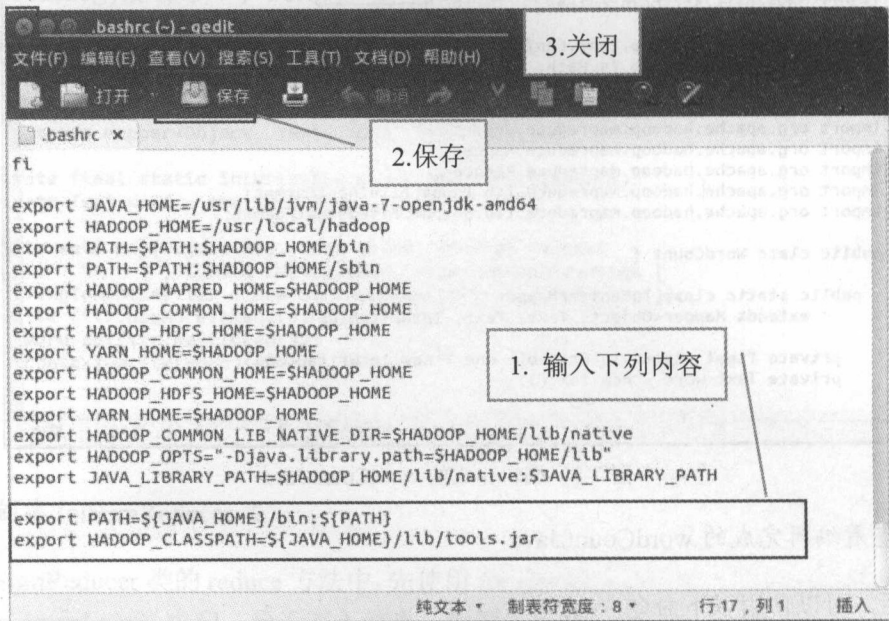 .bashrc (~) - gedit
3.关闭
文件(F) 编辑(E) 查看(V) 搜索(S) 工具(T) 文档(D) 帮助(H)
打开 保存 撤消
.bashrc ×
2.保存
fi
export JAVA_HOME=/usr/lib/jvm/java-7-openjdk-amd64
export HADOOP_HOME=/usr/local/hadoop
export PATH=$PATH:$HADOOP_HOME/bin
export PATH=$PATH:$HADOOP_HOME/sbin
export HADOOP_MAPRED_HOME=$HADOOP_HOME
export HADOOP_COMMON_HOME=$HADOOP_HOME
export HADOOP_HDFS_HOME=$HADOOP_HOME
export YARN_HOME=$HADOOP_HOME
export HADOOP_COMMON_HOME=$HADOOP_HOME
export HADOOP_HDFS_HOME=$HADOOP_HOME
export YARN_HOME=$HADOOP_HOME
1. 输入下列内容
export HADOOP_COMMON_LIB_NATIVE_DIR=$HADOOP_HOME/lib/native
export HADOOP_OPTS="-Djava.library.path=$HADOOP_HOME/lib"
export JAVA_LIBRARY_PATH=$HADOOP_HOME/lib/native:$JAVA_LIBRARY_PATH
export PATH=${JAVA_HOME}/bin:${PATH}
export HADOOP_CLASSPATH=${JAVA_HOME}/lib/tools.jar
纯文本 制表符宽度：8 行17，列1 插入